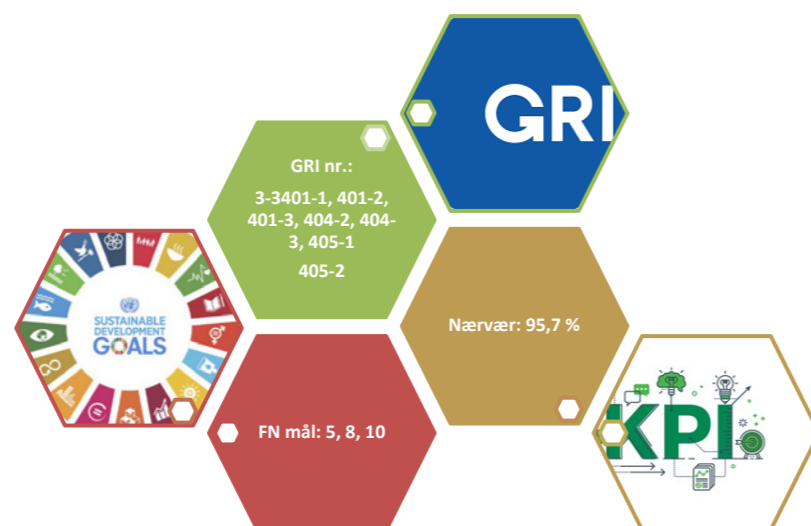 GRI
GRI nr.:
3-3401-1, 401-2,
401-3, 404-2, 404-
3, 405-1
405-2
SUSTAINABLE
DEVELOPMENT
GOALS
Nærvær: 95,7 %
FN mål: 5, 8, 10
KPI